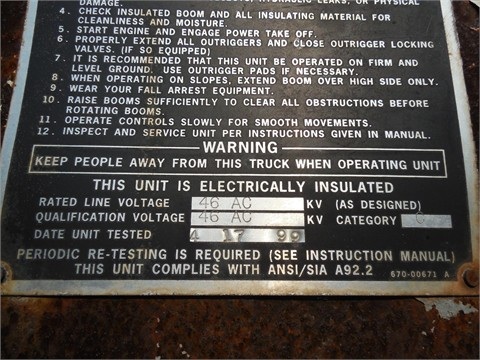 HYDRAULIC LEAKS, OR PHYSICAL
DAMAGE.
4. CHECK INSULATED BOOM AND ALL INSULATING MATERIAL FOR
CLEANLINESS AND MOISTURE.
5. START ENGINE AND ENGAGE POWER TAKE OFF.
6. PROPERLY EXTEND ALL OUTRIGGERS AND CLOSE OUTRIGGER LOCKING
VALVES. (IF SO EQUIPPED)
7. IT IS RECOMMENDED THAT THIS UNIT BE OPERATED ON FIRM AND
LEVEL GROUND. USE OUTRIGGER PADS IF NECESSARY.
8. WHEN OPERATING ON SLOPES, EXTEND BOOM OVER HIGH SIDE ONLY.
9. WEAR YOUR FALL ARREST EQUIPMENT.
10. RAISE BOOMS SUFFICIENTLY TO CLEAR ALL OBSTRUCTIONS BEFORE
ROTATING BOOMS.
11. OPERATE CONTROLS SLOWLY FOR SMOOTH MOVEMENTS.
12. INSPECT AND SERVICE UNIT PER INSTRUCTIONS GIVEN IN MANUAL.
WARNING
KEEP PEOPLE AWAY FROM THIS TRUCK WHEN OPERATING UNIT
THIS UNIT IS ELECTRICALLY INSULATED
RATED LINE VOLTAGE 46 AC KV (AS DESIGNED)
QUALIFICATION VOLTAGE 46 AC KV CATEGORY C
DATE UNIT TESTED 4 17 99
PERIODIC RE-TESTING IS REQUIRED (SEE INSTRUCTION MANUAL)
THIS UNIT COMPLIES WITH ANSI/SIA A92.2 670-00671 A